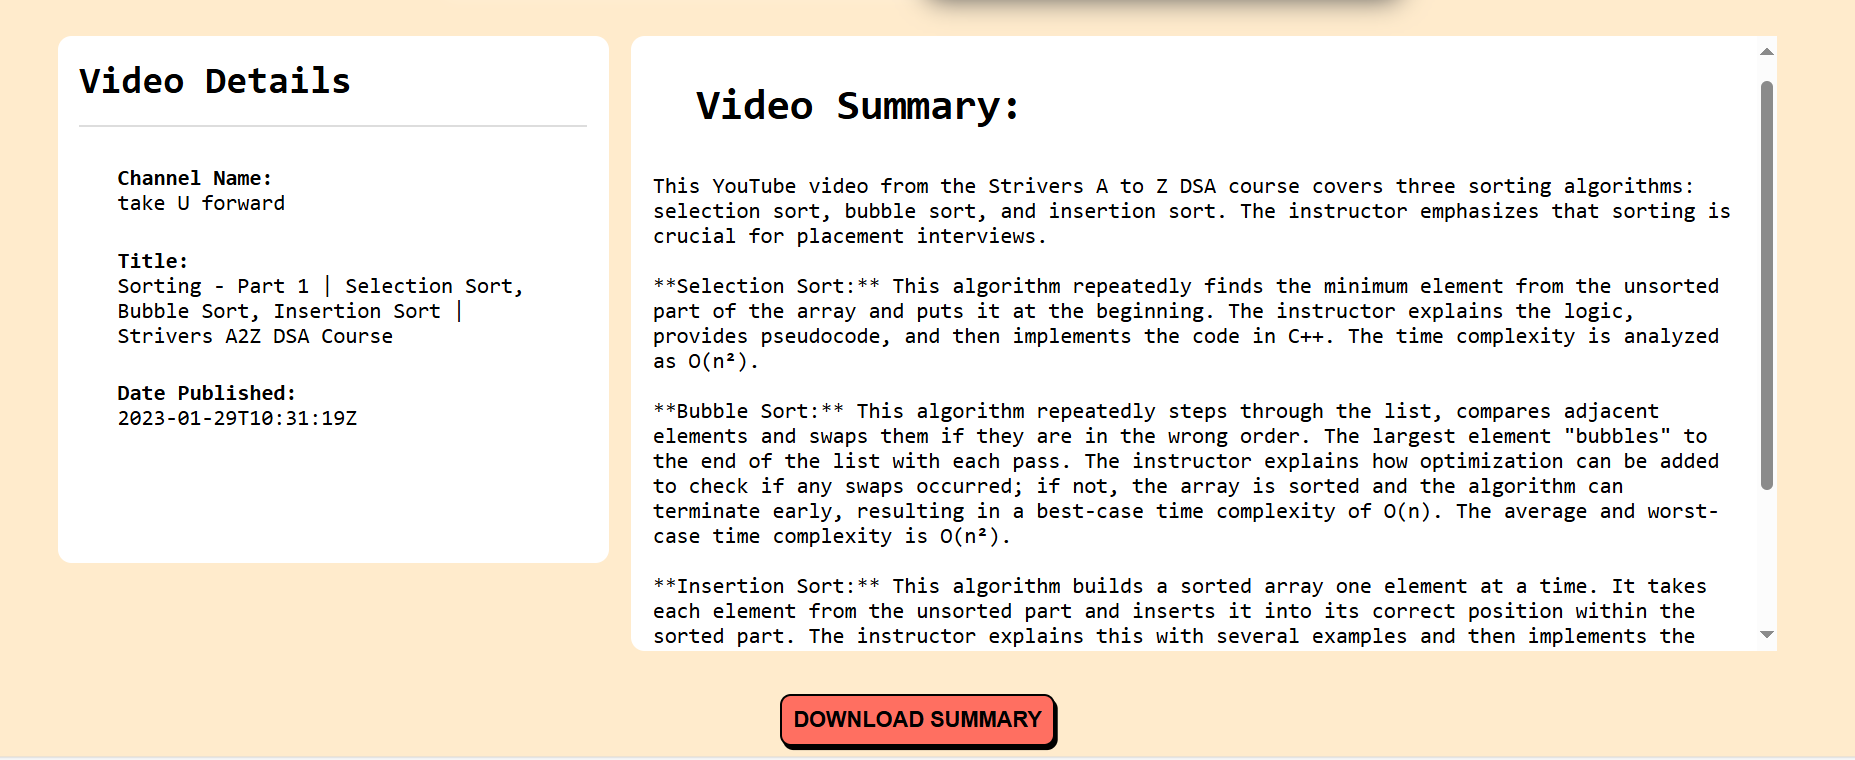 Video Details
Channel Name:
take U forward
Title:
Sorting - Part 1 | Selection Sort,
Bubble Sort, Insertion Sort |
Strivers A2Z DSA Course
Date Published:
2023-01-29T10:31:19Z
Video Summary:
This YouTube video from the Strivers A to Z DSA course covers three sorting algorithms:
selection sort, bubble sort, and insertion sort. The instructor emphasizes that sorting is
crucial for placement interviews.
**Selection Sort:** This algorithm repeatedly finds the minimum element from the unsorted
part of the array and puts it at the beginning. The instructor explains the logic,
provides pseudocode, and then implements the code in C++. The time complexity is analyzed
as O(n²).
**Bubble Sort:** This algorithm repeatedly steps through the list, compares adjacent
elements and swaps them if they are in the wrong order. The largest element "bubbles" to
the end of the list with each pass. The instructor explains how optimization can be added
to check if any swaps occurred; if not, the array is sorted and the algorithm can
terminate early, resulting in a best-case time complexity of O(n). The average and worst-
case time complexity is O(n²).
**Insertion Sort:** This algorithm builds a sorted array one element at a time. It takes
each element from the unsorted part and inserts it into its correct position within the
sorted part. The instructor explains this with several examples and then implements the
DOWNLOAD SUMMARY